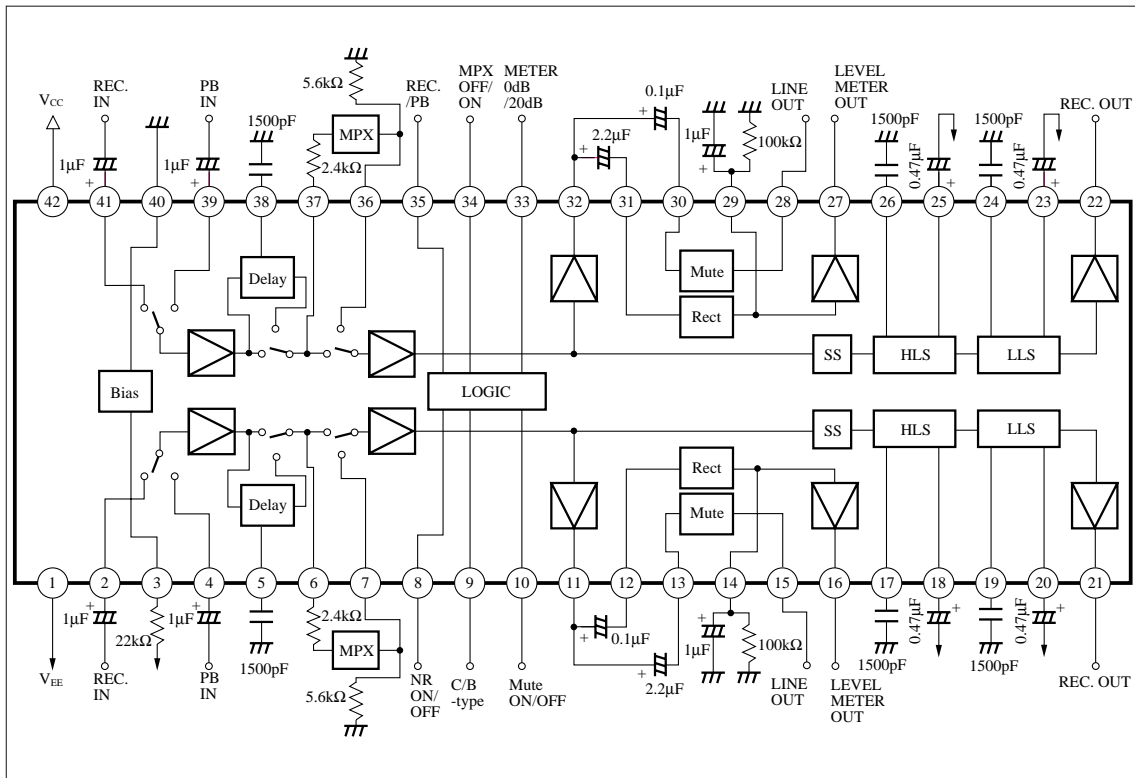 VCC
REC.
IN
PB
IN
1500pF
5.6kΩ
MPX
2.4kΩ
REC.
/PB
MPX
OFF/
ON
METER
0dB
/20dB
0.1µF
+
2.2µF
+
1µF
+
100kΩ
LINE
OUT
LEVEL
METER
OUT
1500pF
0.47µF
+
1500pF
0.47µF
+
REC. OUT
1µF
+
1µF
+
42 41 40 39 38 37 36 35 34 33 32 31 30 29 28 27 26 25 24 23 22
Delay
Mute
Rect
SS
HLS
LLS
Bias
LOGIC
SS
HLS
LLS
Rect
Mute
Delay
1 2 3 4 5 6 7 8 9 10 11 12 13 14 15 16 17 18 19 20 21
VEE
1µF
+
REC.
IN
22kΩ
1µF
+
PB
IN
1500pF
2.4kΩ
MPX
5.6kΩ
NR
ON/
OFF
C/B
-type
Mute
ON/OFF
+
0.1µF
+
2.2µF
+
1µF
100kΩ
LINE
OUT
LEVEL
METER
OUT
1500pF
0.47µF
+
1500pF
0.47µF
+
REC. OUT